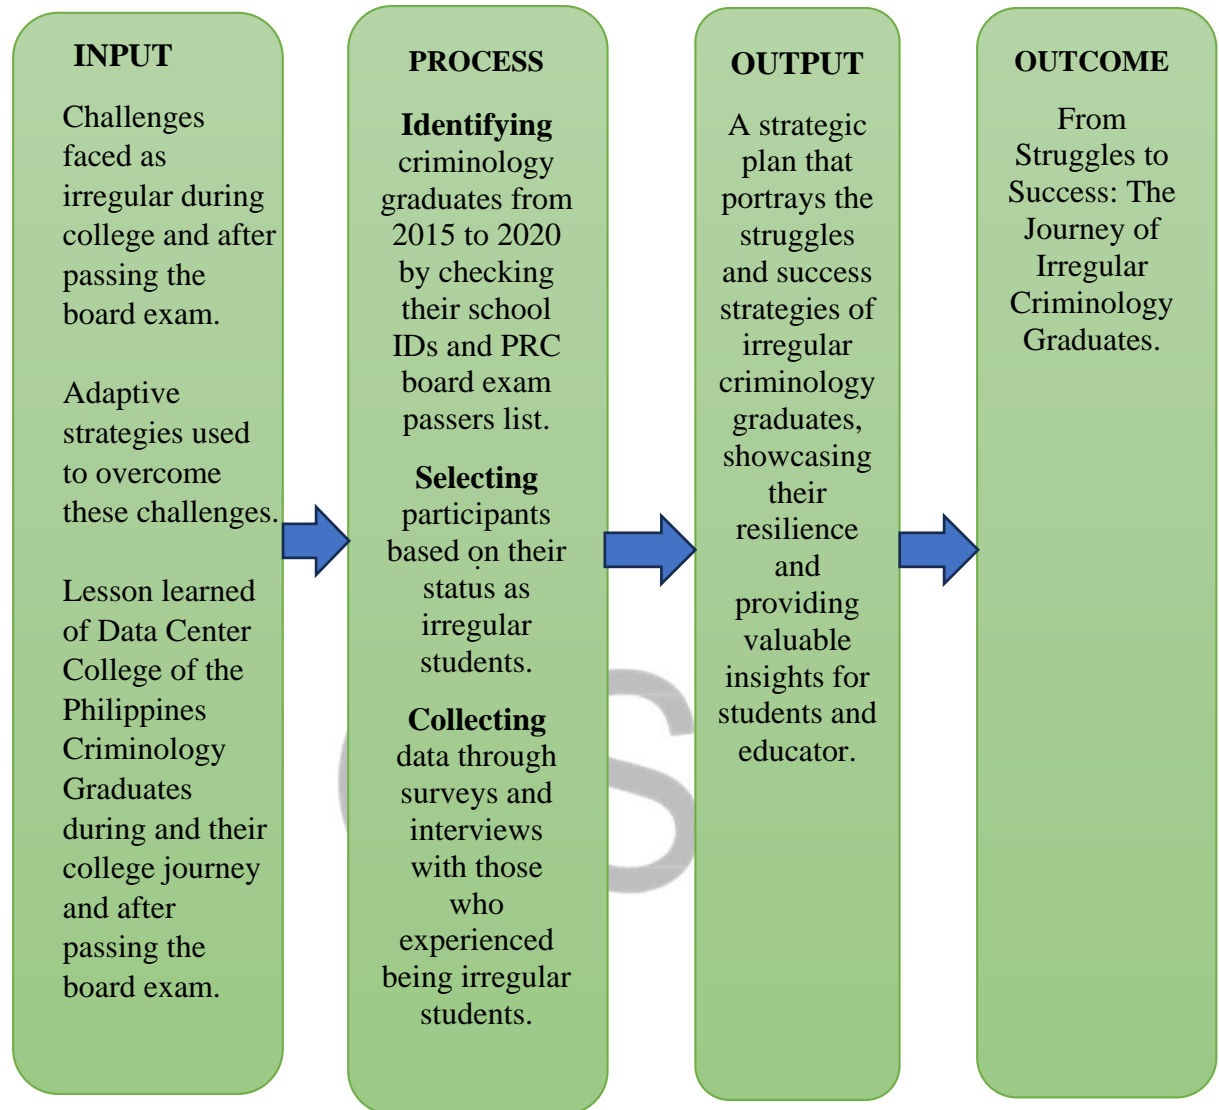 INPUT
Challenges
faced as
irregular during
college and after
passing the
board exam.
Adaptive
strategies used
to overcome
these challenges.
Lesson learned
of Data Center
College of the
Philippines
Criminology
Graduates
during and their
college journey
and after
passing the
board exam.
PROCESS
Identifying
criminology
graduates from
2015 to 2020
by checking
their school
IDs and PRC
board exam
passers list.
Selecting
participants
based on their
status as
irregular
students.
Collecting
data through
surveys and
interviews
with those
who
experienced
being irregular
students.
OUTPUT
A strategic
plan that
portrays the
struggles
and success
strategies of
irregular
criminology
graduates,
showcasing
their
resilience
and
providing
valuable
insights for
students and
educator.
OUTCOME
From
Struggles to
Success: The
Journey of
Irregular
Criminology
Graduates.